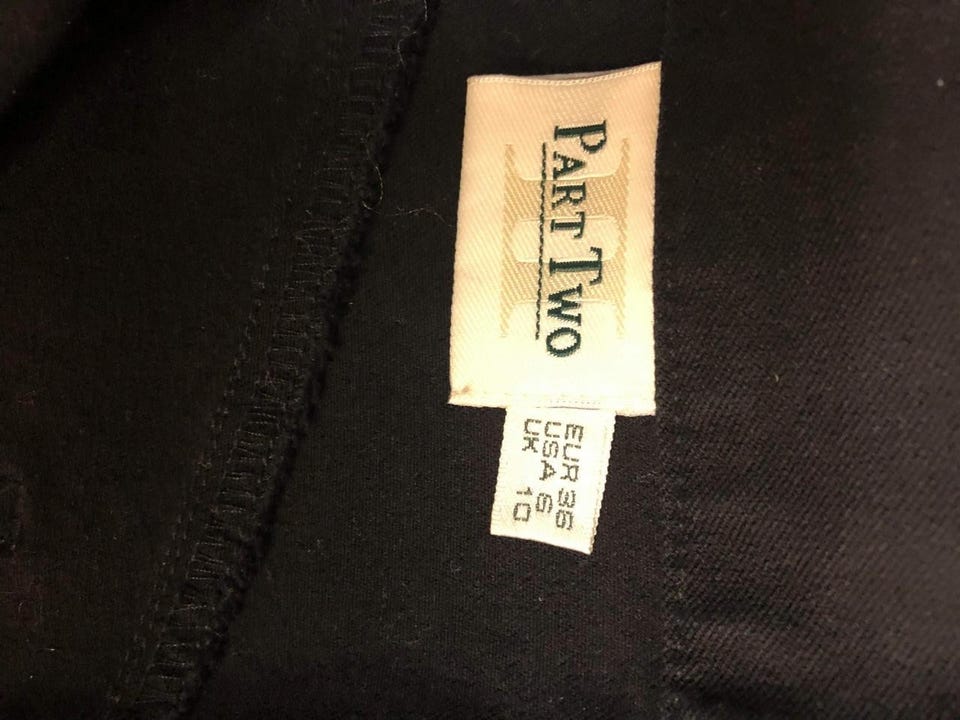 PART TWO
EUR 36
USA 6
UK 10